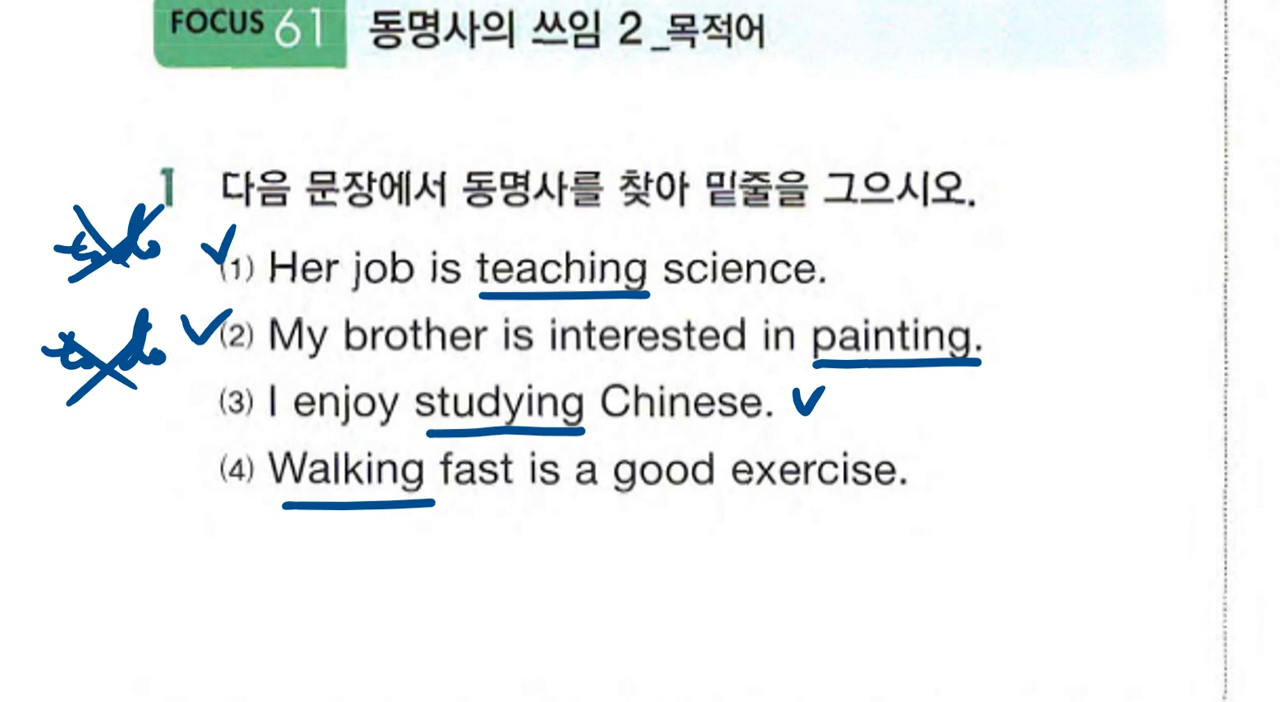 FOCUS 61 동명사의 쓰임 2_목적어
1 다음 문장에서 동명사를 찾아 밑줄을 그으시오.
(1) Her job is teaching science.
(2) My brother is interested in painting.
(3) I enjoy studying Chinese.
(4) Walking fast is a good exercise.